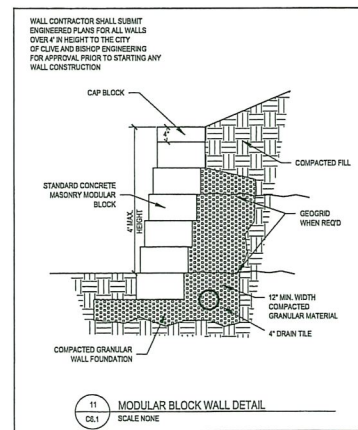 WALL CONTRACTOR SHALL SUBMIT
ENGINEERED PLANS FOR ALL WALLS
OVER 4' IN HEIGHT TO THE CITY
OF CLIVE AND BISHOP ENGINEERING
FOR APPROVAL PRIOR TO STARTING ANY
WALL CONSTRUCTION
CAP BLOCK
4"
COMPACTED FILL
STANDARD CONCRETE
MASONRY MODULAR
BLOCK
4' MAX.
HEIGHT
GEOGRID
WHEN REQ'D
12" MIN. WIDTH
COMPACTED
GRANULAR MATERIAL
4" DRAIN TILE
COMPACTED GRANULAR
WALL FOUNDATION
11
C6.1
MODULAR BLOCK WALL DETAIL
SCALE NONE